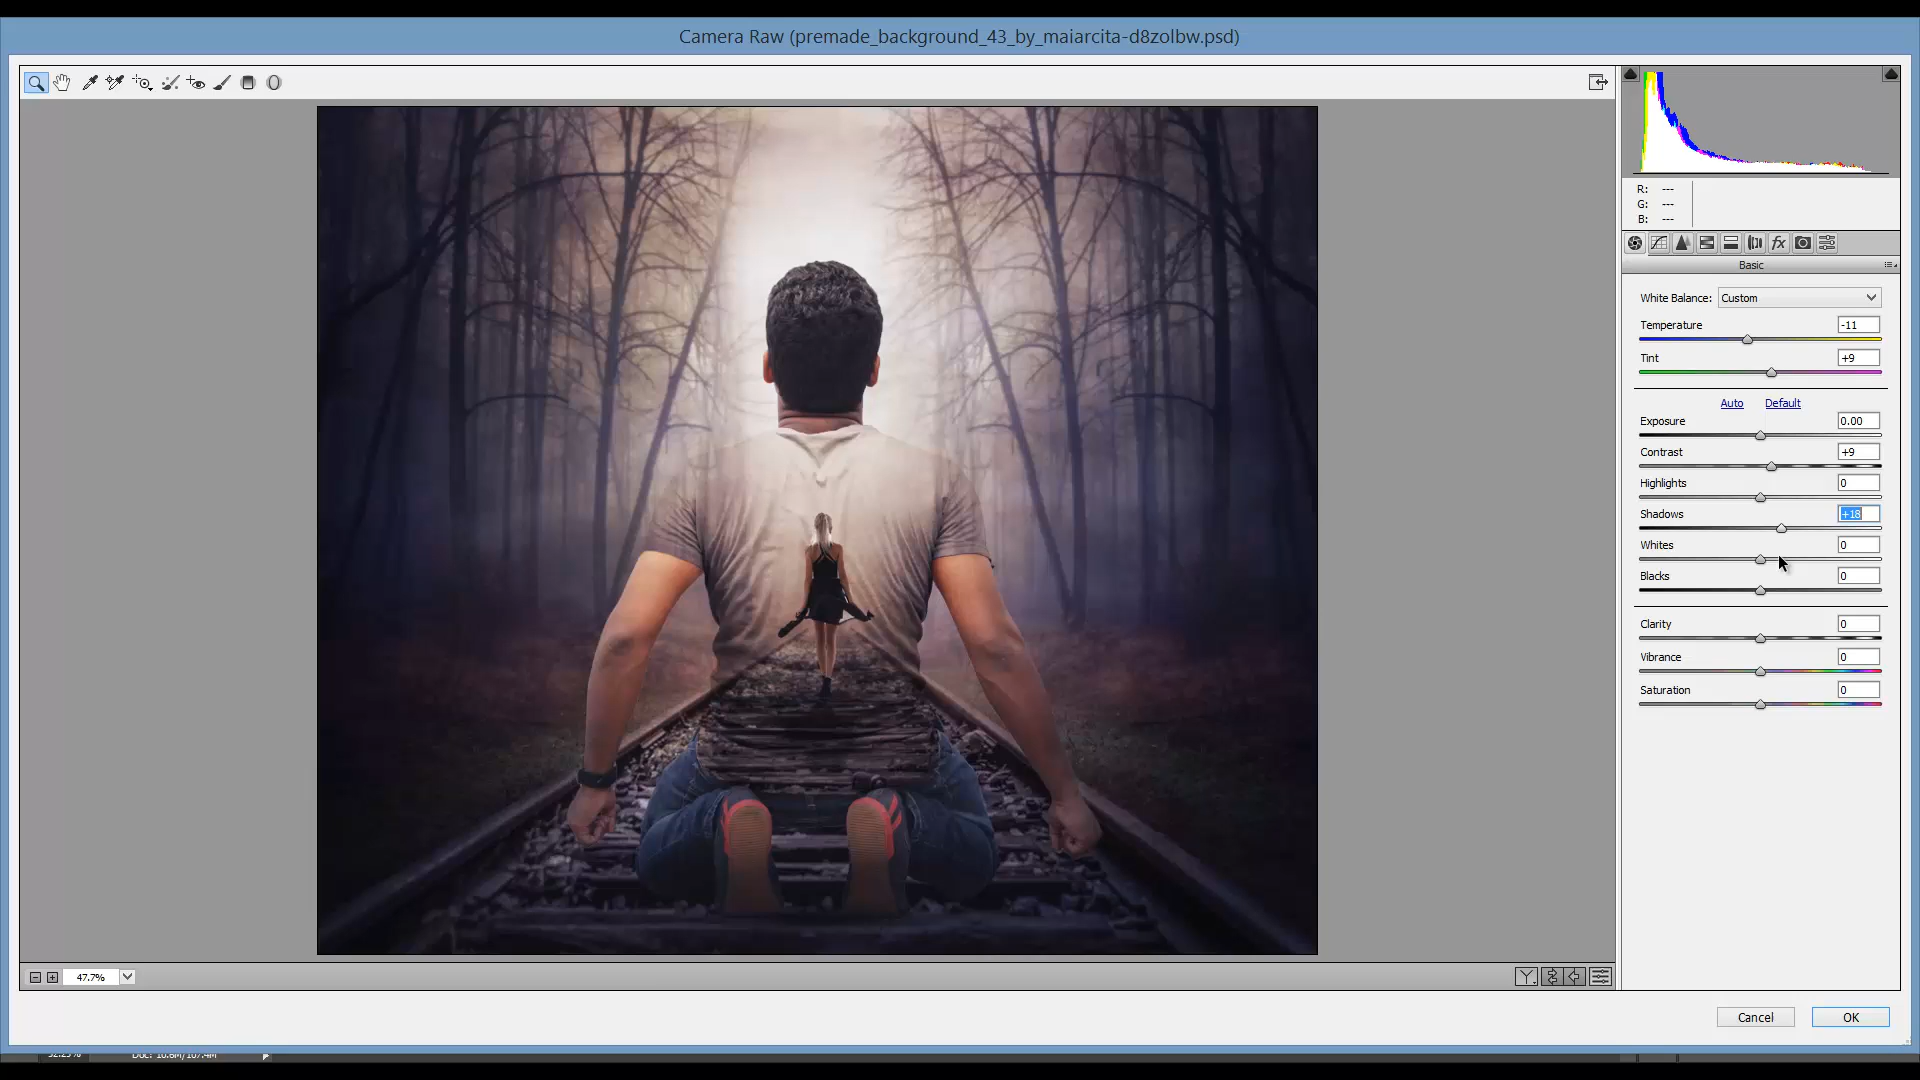 Camera Raw (premade_background_43_by_maiarcita-d8zolbw.psd)
R: ---
G: ---
B: ---
fx
Basic
White Balance: Custom
Temperature -11
Tint +9
Auto Default
Exposure 0.00
Contrast +9
Highlights 0
Shadows +18
Whites 0
Blacks 0
Clarity 0
Vibrance 0
Saturation 0
47.7%
Y
Cancel OK